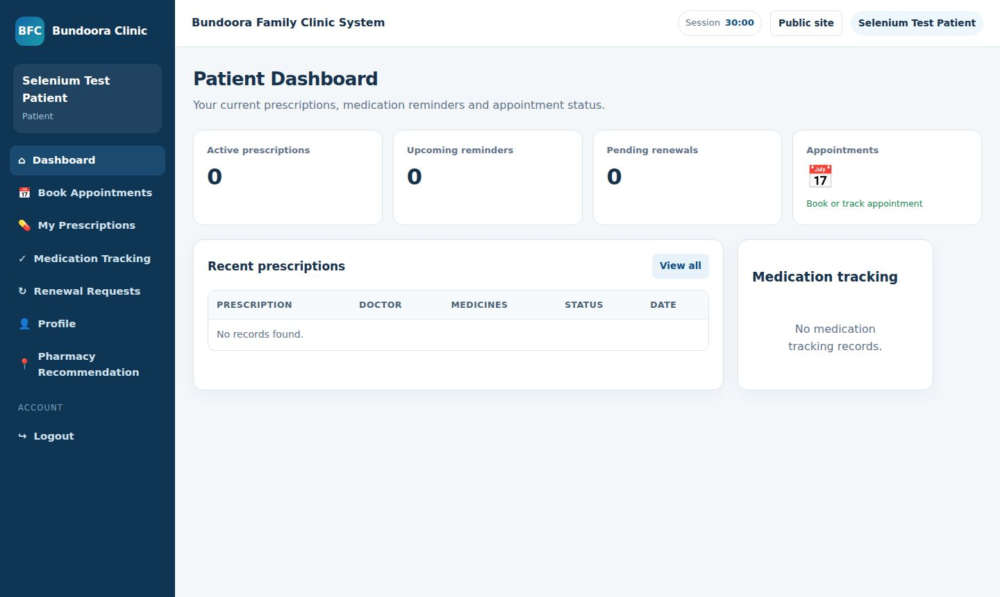 BFC
Bundoora Clinic
Selenium Test
Patient
Patient
Dashboard
Book Appointments
My Prescriptions
Medication Tracking
Renewal Requests
Profile
Pharmacy
Recommendation
ACCOUNT
Logout
Bundoora Family Clinic System
Session 30:00
Public site
Selenium Test Patient
Patient Dashboard
Your current prescriptions, medication reminders and appointment status.
Active prescriptions
0
Upcoming reminders
0
Pending renewals
0
Appointments
July
17
Book or track appointment
Recent prescriptions
View all
PRESCRIPTION DOCTOR MEDICINES STATUS DATE
No records found.
Medication tracking
No medication
tracking records.